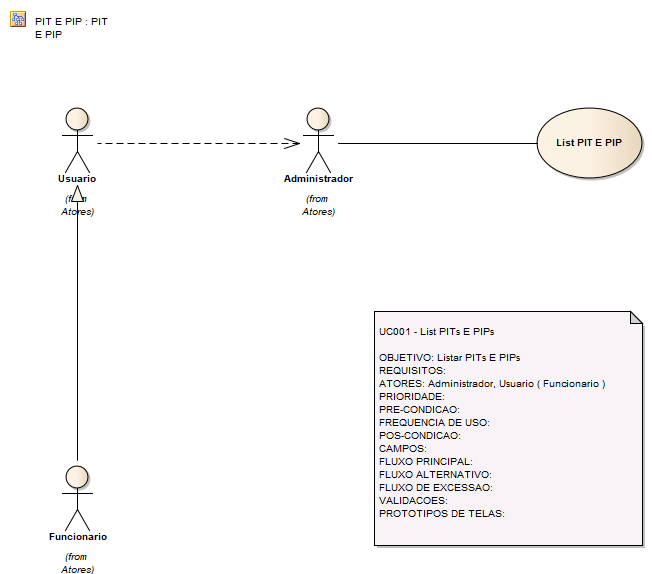 PIT E PIP : PIT
E PIP
Usuario
(from
Atores)
Administrador
(from
Atores)
List PIT E PIP
UC001 - List PITs E PIPs
OBJETIVO: Listar PITs E PIPs
REQUISITOS:
ATORES: Administrador, Usuario ( Funcionario )
PRIORIDADE:
PRE-CONDICAO:
FREQUENCIA DE USO:
POS-CONDICAO:
CAMPOS:
FLUXO PRINCIPAL:
FLUXO ALTERNATIVO:
FLUXO DE EXCESSAO:
VALIDACOES:
PROTOTIPOS DE TELAS:
Funcionario
(from
Atores)